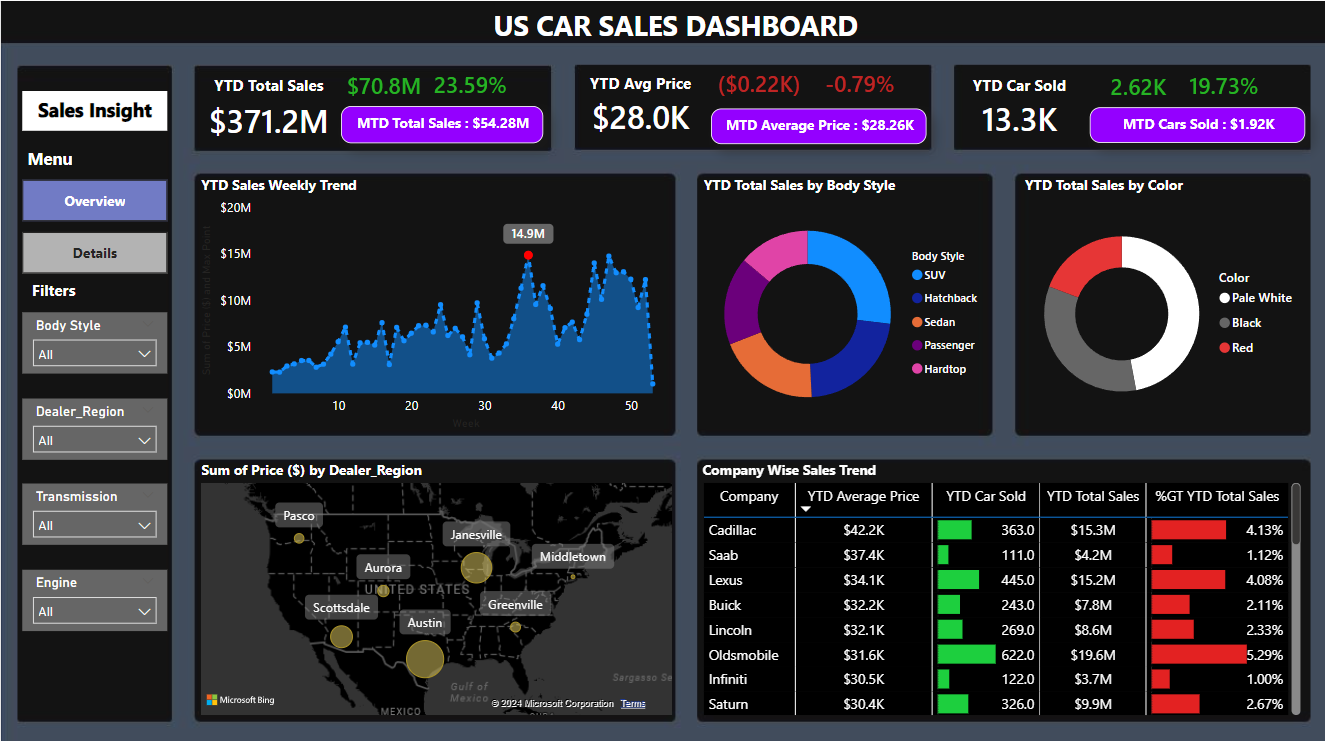 US CAR SALES DASHBOARD
Sales Insight
Menu
Overview
Details
Filters
Body Style
All
Dealer_Region
All
Transmission
All
Engine
All
YTD Total Sales $70.8M 23.59%
$371.2M MTD Total Sales : $54.28M
YTD Avg Price ($0.22K) -0.79%
$28.0K MTD Average Price : $28.26K
YTD Car Sold 2.62K 19.73%
13.3K MTD Cars Sold : $1.92K
YTD Sales Weekly Trend
Sum of Price ($) and Max Point
$20M
$15M
$10M
$5M
$0M
14.9M
10 20 30 40 50
Week
YTD Total Sales by Body Style
Body Style
SUV
Hatchback
Sedan
Passenger
Hardtop
YTD Total Sales by Color
Color
Pale White
Black
Red
Sum of Price ($) by Dealer_Region
Pasco
Janesville
Middletown
Aurora
UNITED STATES
Scottsdale
Greenville
Austin
Sargasso Se
Gulf of
Mexico
MEXICO
Microsoft Bing
© 2024 Microsoft Corporation Terms
Company Wise Sales Trend
Company YTD Average Price YTD Car Sold YTD Total Sales %GT YTD Total Sales
Cadillac $42.2K 363.0 $15.3M 4.13%
Saab $37.4K 111.0 $4.2M 1.12%
Lexus $34.1K 445.0 $15.2M 4.08%
Buick $32.2K 243.0 $7.8M 2.11%
Lincoln $32.1K 269.0 $8.6M 2.33%
Oldsmobile $31.6K 622.0 $19.6M 5.29%
Infiniti $30.5K 122.0 $3.7M 1.00%
Saturn $30.4K 326.0 $9.9M 2.67%